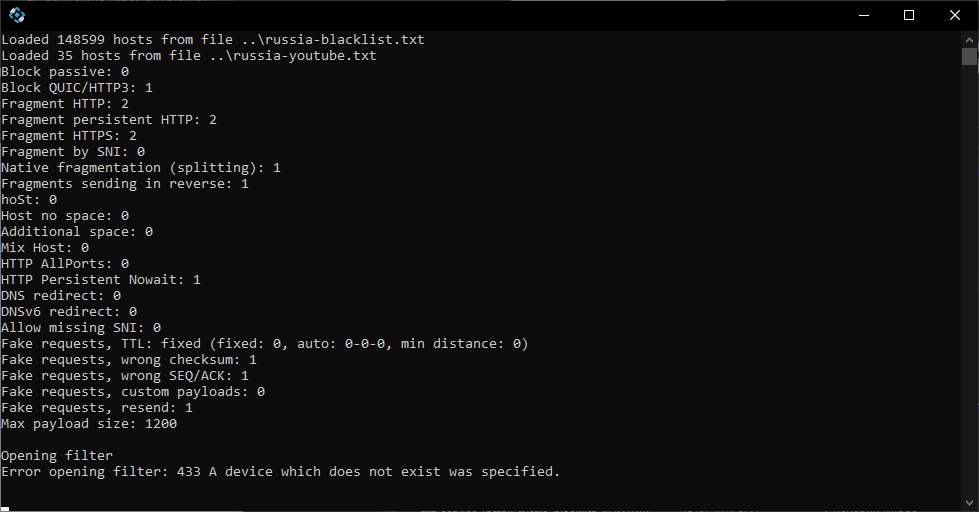 Loaded 148599 hosts from file ..\russia-blacklist.txt
Loaded 35 hosts from file ..\russia-youtube.txt
Block passive: 0
Block QUIC/HTTP3: 1
Fragment HTTP: 2
Fragment persistent HTTP: 2
Fragment HTTPS: 2
Fragment by SNI: 0
Native fragmentation (splitting): 1
Fragments sending in reverse: 1
hoSt: 0
Host no space: 0
Additional space: 0
Mix Host: 0
HTTP AllPorts: 0
HTTP Persistent Nowait: 1
DNS redirect: 0
DNSv6 redirect: 0
Allow missing SNI: 0
Fake requests, TTL: fixed (fixed: 0, auto: 0-0-0, min distance: 0)
Fake requests, wrong checksum: 1
Fake requests, wrong SEQ/ACK: 1
Fake requests, custom payloads: 0
Fake requests, resend: 1
Max payload size: 1200
Opening filter
Error opening filter: 433 A device which does not exist was specified.